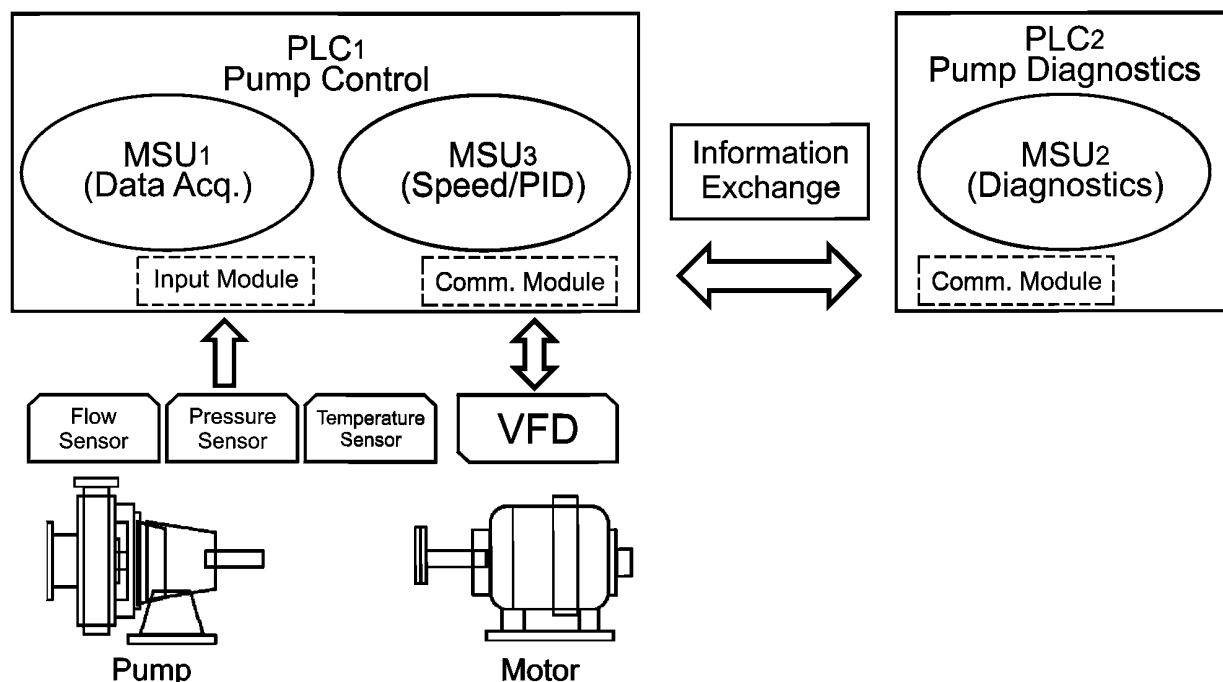 PLC1
Pump Control
MSU1
(Data Acq.)
MSU3
(Speed/PID)
Input Module
Comm. Module
Information
Exchange
PLC2
Pump Diagnostics
MSU2
(Diagnostics)
Comm. Module
Flow
Sensor
Pressure
Sensor
Temperature
Sensor
VFD
Pump
Motor